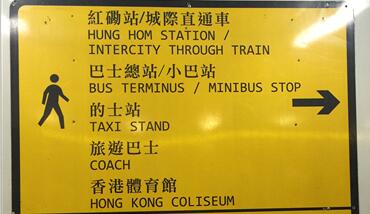 紅磡站/城際直通車
HUNG HOM STATION /
INTERCITY THROUGH TRAIN
巴士總站/小巴站
BUS TERMINUS / MINIBUS STOP
的士站
TAXI STAND
旅遊巴士
COACH
香港體育館
HONG KONG COLISEUM